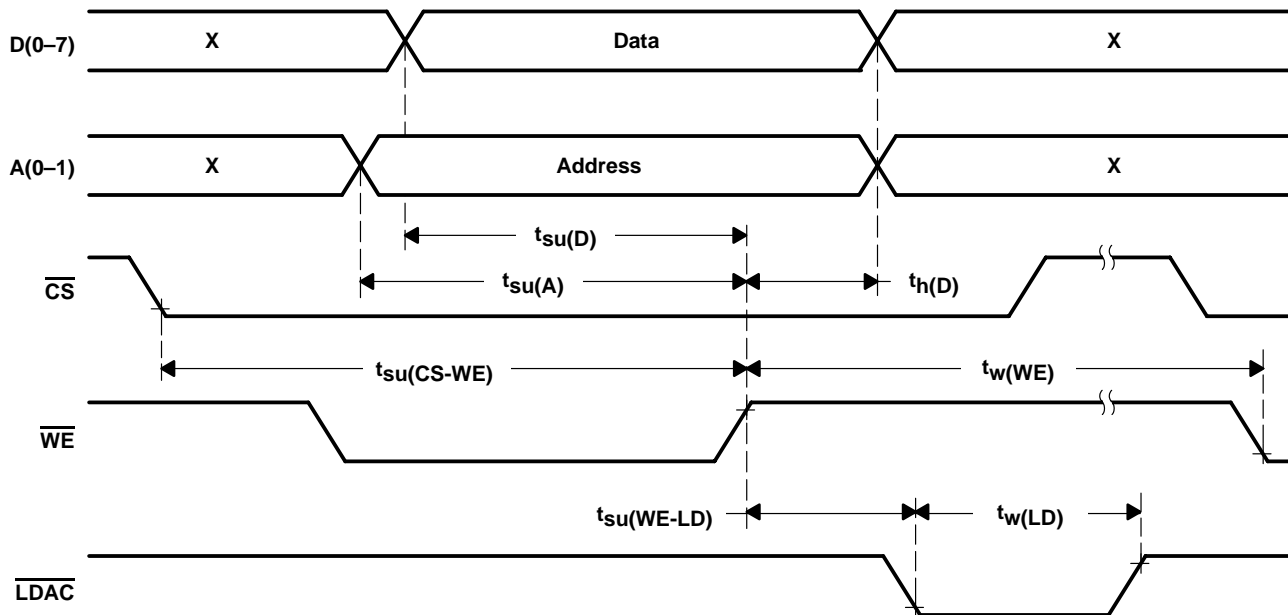 D(0–7) X Data X
A(0–1) X Address X
tsu(D)
CS tsu(A) th(D)
tsu(CS-WE) tw(WE)
WE
tsu(WE-LD) tw(LD)
LDAC